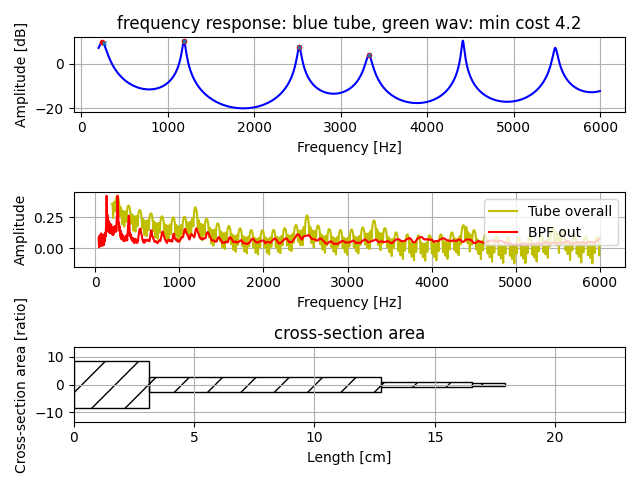 frequency response: blue tube, green wav: min cost 4.2
Amplitude [dB]
0
−20
0 1000 2000 3000 4000 5000 6000
Frequency [Hz]
Amplitude
0.25
0.00
Tube overall
BPF out
0 1000 2000 3000 4000 5000 6000
Frequency [Hz]
cross-section area
Cross-section area [ratio]
10
0
−10
0 5 10 15 20
Length [cm]